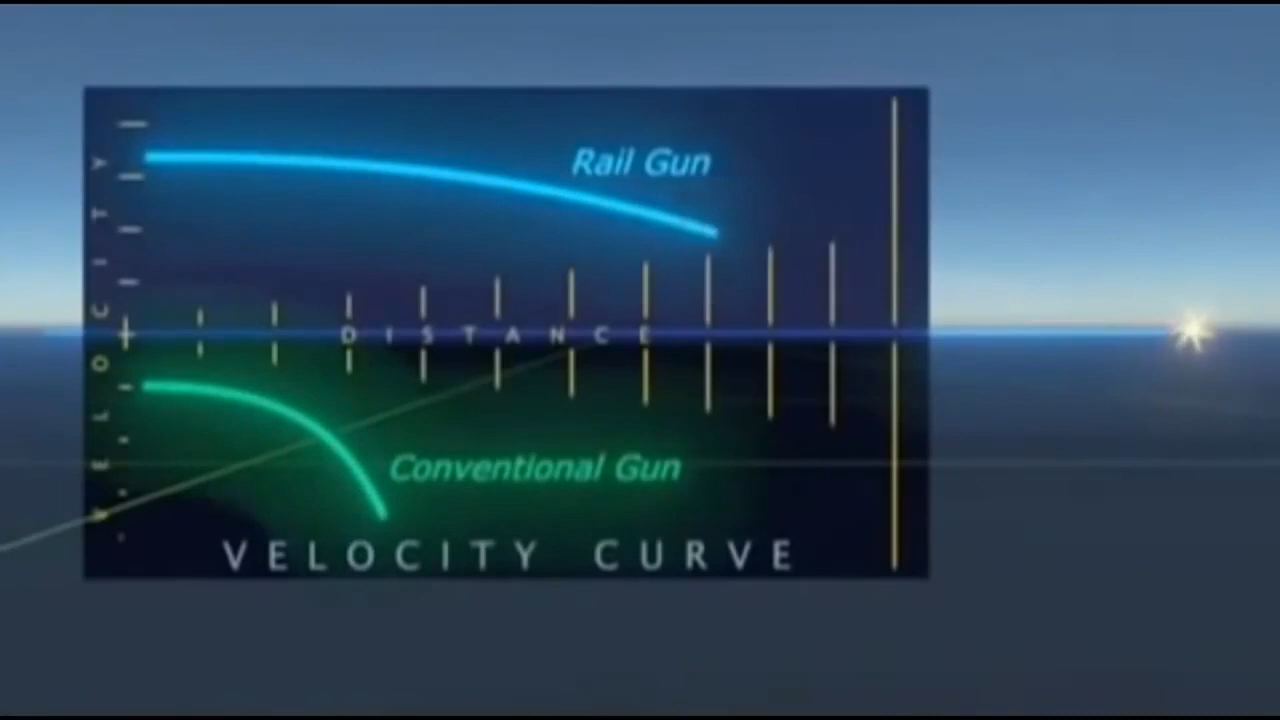 Rail Gun
VELOCITY
DISTANCE
Conventional Gun
VELOCITY CURVE